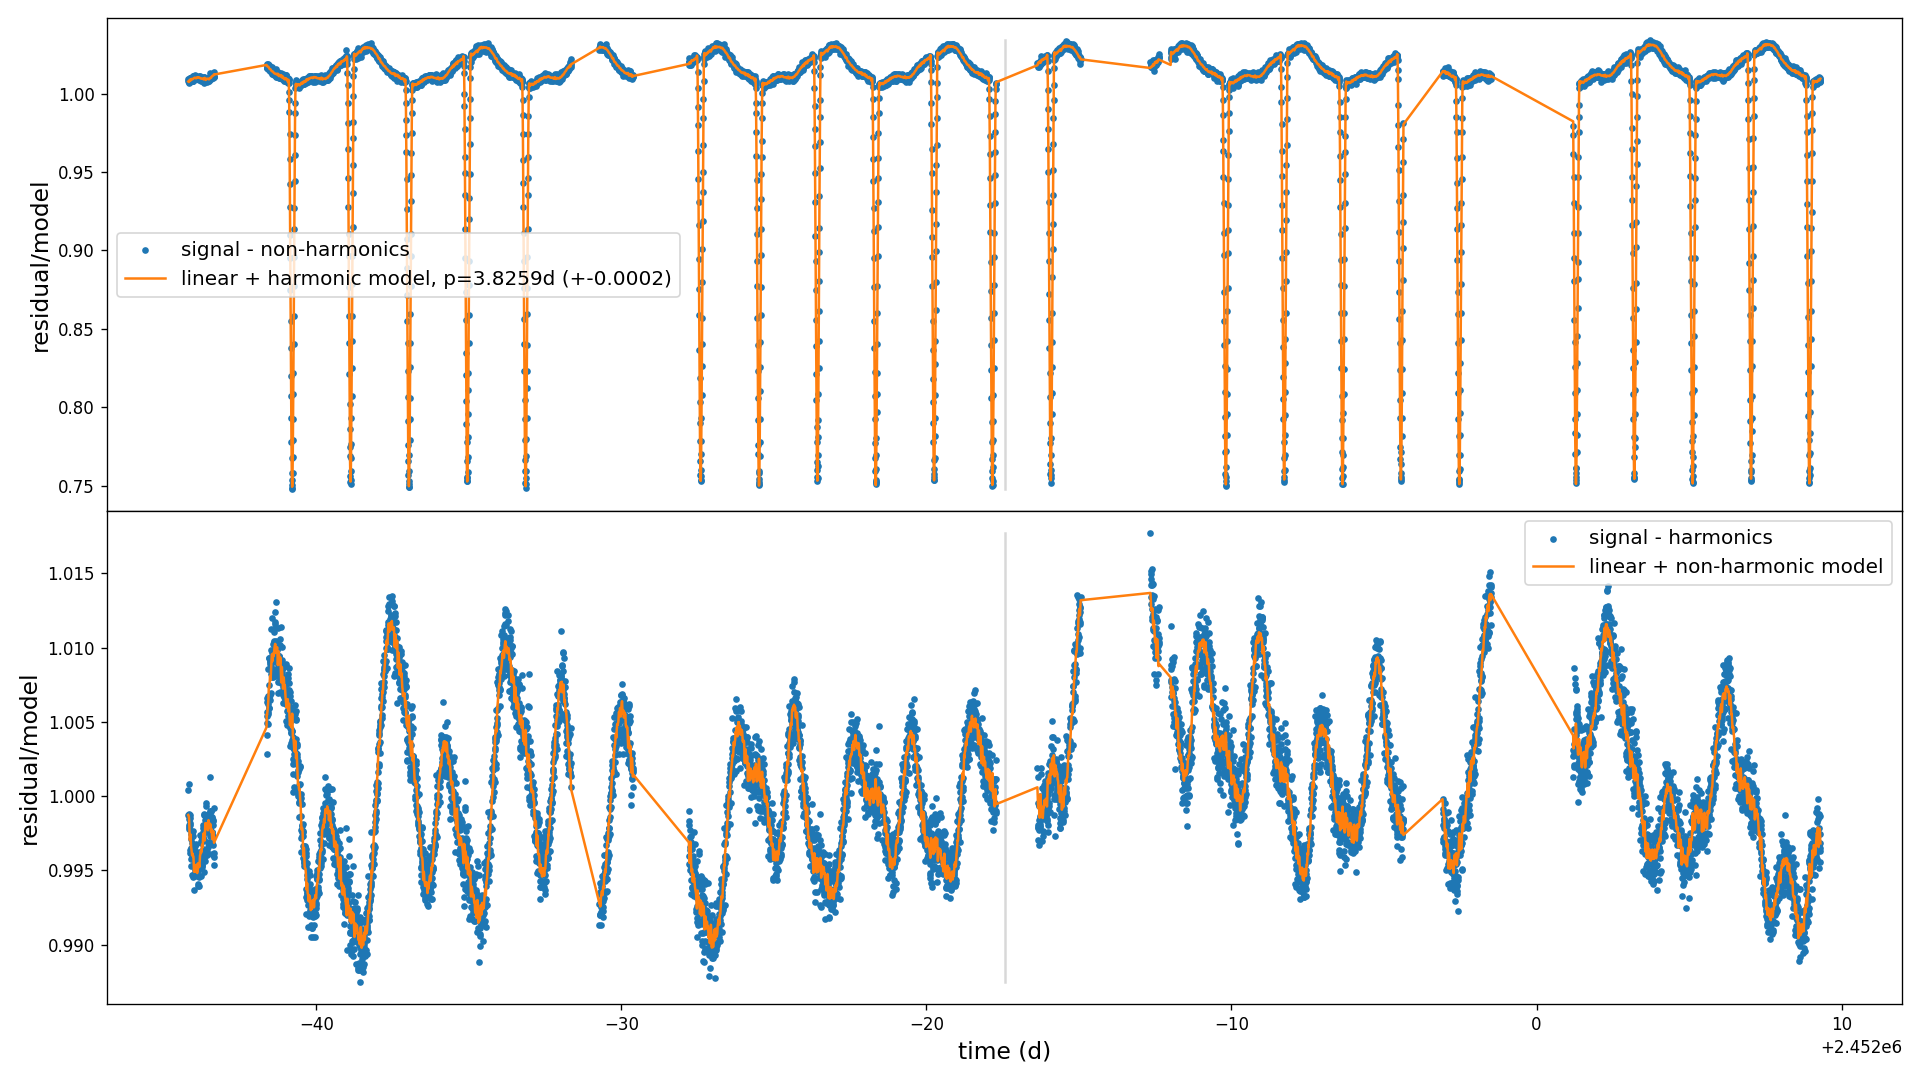 1.00
0.95
0.90
0.85
0.80
0.75
residual/model
signal - non-harmonics
linear + harmonic model, p=3.8259d (+-0.0002)
1.015
1.010
1.005
1.000
0.995
0.990
residual/model
signal - harmonics
linear + non-harmonic model
−40 −30 −20 −10 0 10
time (d)
+2.452e6